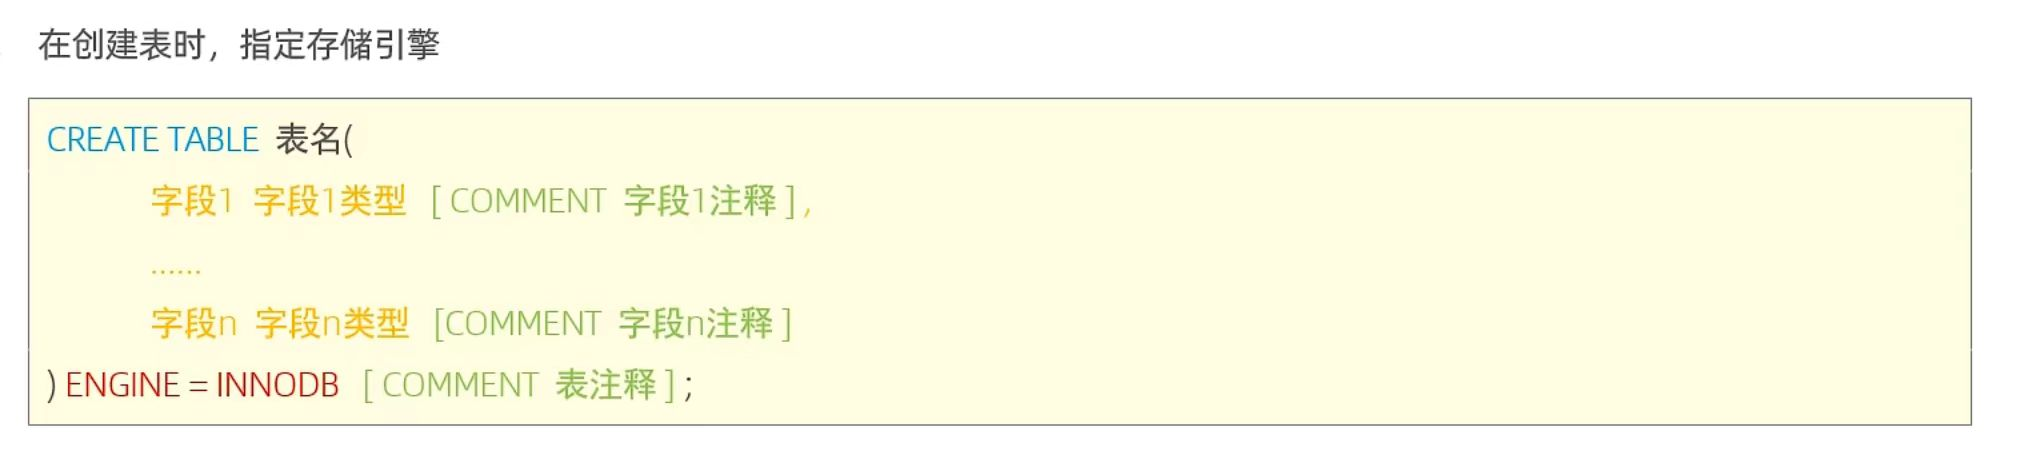 在创建表时，指定存储引擎
CREATE TABLE 表名(
字段1 字段1类型 [ COMMENT 字段1注释 ] ,
......
字段n 字段n类型 [COMMENT 字段n注释 ]
) ENGINE = INNODB [ COMMENT 表注释 ] ;